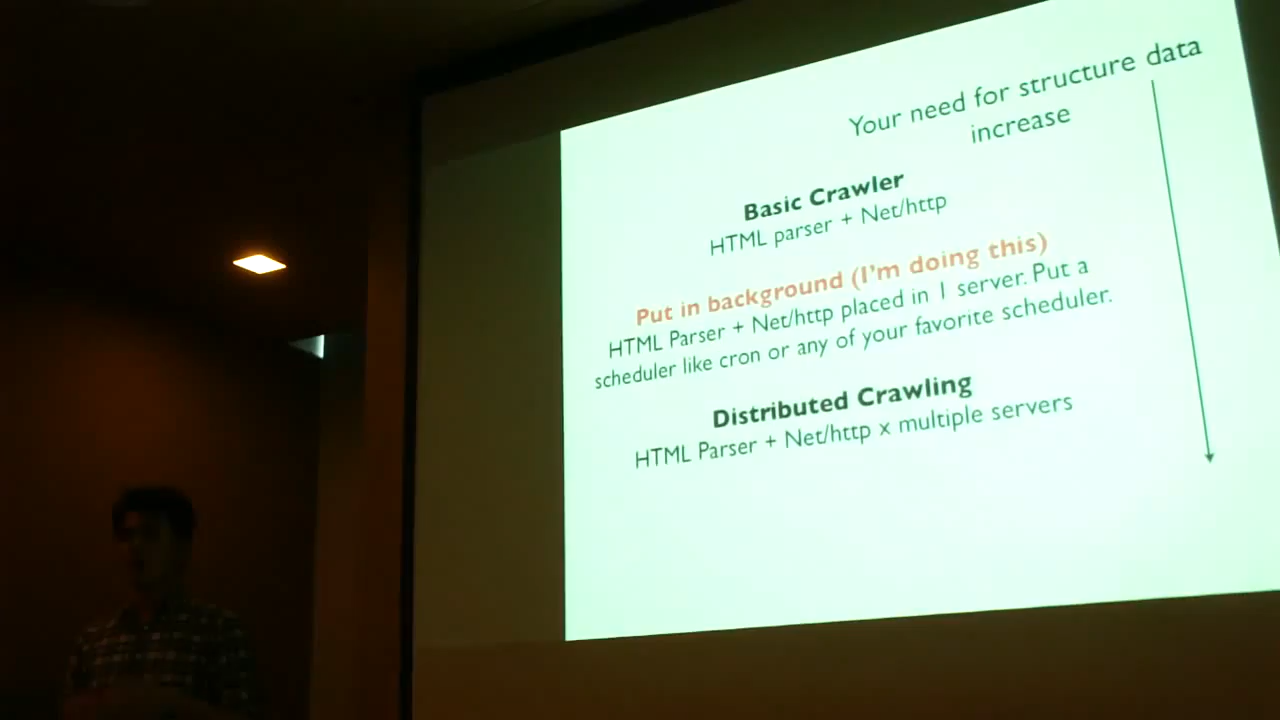 Your need for structure data
increase
Basic Crawler
HTML parser + Net/http
Put in background (I'm doing this)
HTML Parser + Net/http placed in 1 server. Put a
scheduler like cron or any of your favorite scheduler.
Distributed Crawling
HTML Parser + Net/http x multiple servers